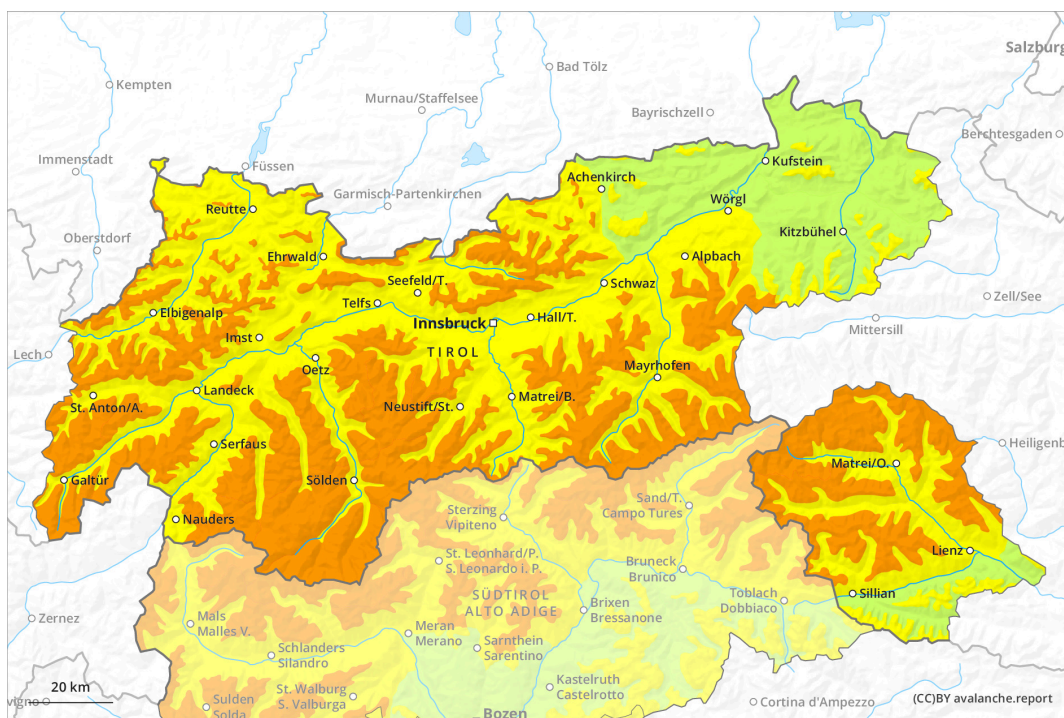 Salzburg
Kempten
Bad Tölz
Murnau/Staffelsee
Bayrischzell
Berchtesgaden
Immenstadt
Füssen
Kufstein
Achenkirch
Garmisch-Partenkirchen
Wörgl
Reutte
Oberstdorf
Kitzbühel
Ehrwald
Alpbach
Seefeld/T.
Schwaz
Zell/See
Telfs
Elbigenalp
Innsbruck
Hall/T.
Mittersill
Imst
TIROL
Lech
Oetz
Mayrhofen
Landeck
Matrei/B.
St. Anton/A.
Neustift/St.
Serfaus
Matrei/O.
Galtür
Sölden
Sand/T.
Campo Tures
Sterzing
Vipiteno
Nauders
Lienz
St. Leonhard/P.
S. Leonardo i. P.
Bruneck
Brunico
SÜDTIROL
ALTO ADIGE
Toblach
Dobbiaco
Sillian
Brixen
Bressanone
Zernez
Mals
Malles V.
Meran
Merano
Sarnthein
Sarentino
Schlanders
Silandro
20 km
St. Walburg
S. Valburga
Kastelruth
Castelrotto
Sulden
Solda
Cortina d'Ampezzo
(CC)BY avalanche.report
Bozen